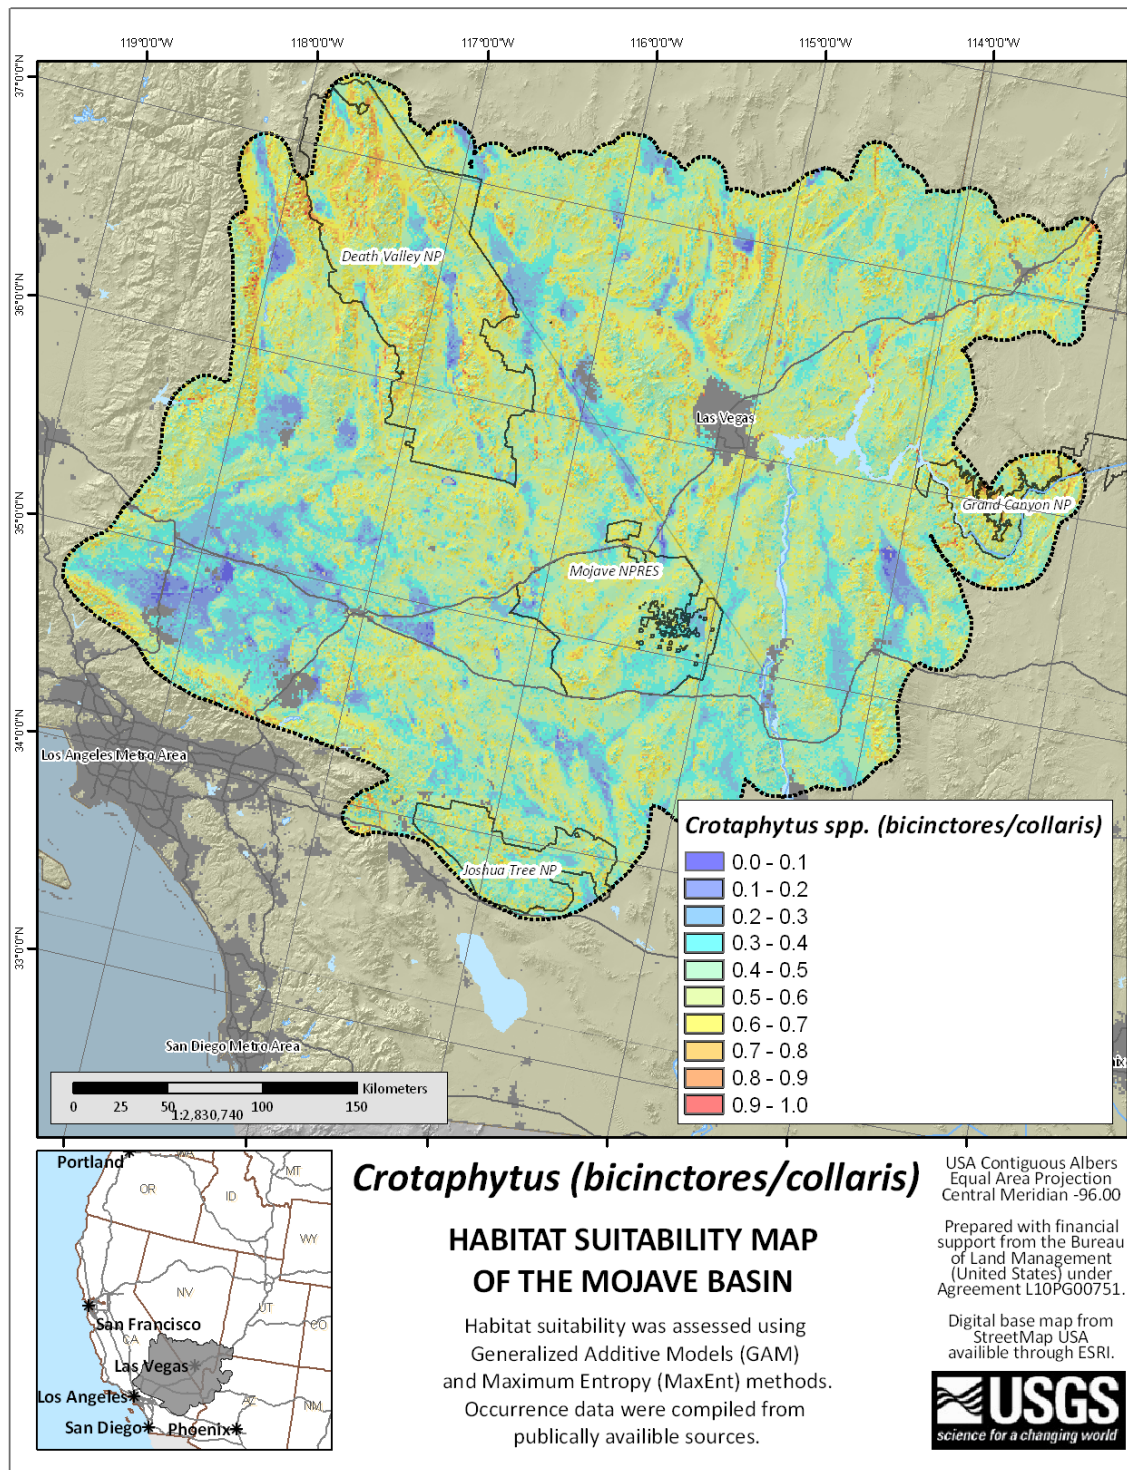 119°0'0"W
118°0'0"W
117°0'0"W
116°0'0"W
115°0'0"W
114°0'0"W
37°0'0"N
36°0'0"N
35°0'0"N
34°0'0"N
33°0'0"N
Death Valley NP
Las Vegas
Grand Canyon NP
Mojave NPRES
Los Angeles Metro Area
Joshua Tree NP
San Diego Metro Area
Crotaphytus spp. (bicinctores/collaris)
0.0 - 0.1
0.1 - 0.2
0.2 - 0.3
0.3 - 0.4
0.4 - 0.5
0.5 - 0.6
0.6 - 0.7
0.7 - 0.8
0.8 - 0.9
0.9 - 1.0
Kilometers
0 25 50 100 150
1:2,830,740
Portland
WA
MT
OR
ID
WY
NV
UT
CO
San Francisco
CA
Las Vegas
Los Angeles
AZ
NM
San Diego
Phoenix
Crotaphytus (bicinctores/collaris)
HABITAT SUITABILITY MAP
OF THE MOJAVE BASIN
Habitat suitability was assessed using
Generalized Additive Models (GAM)
and Maximum Entropy (MaxEnt) methods.
Occurrence data were compiled from
publically availible sources.
USA Contiguous Albers
Equal Area Projection
Central Meridian -96.00
Prepared with financial
support from the Bureau
of Land Management
(United States) under
Agreement L10PG00751.
Digital base map from
StreetMap USA
availible through ESRI.
USGS
science for a changing world